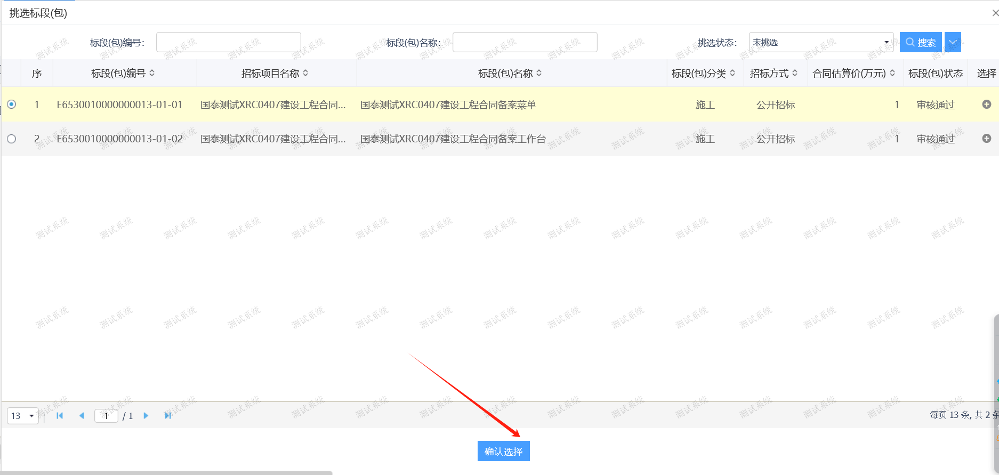 挑选标段(包)
标段(包)编号： 标段(包)名称： 挑选状态： 未挑选 搜索
序 标段(包)编号 招标项目名称 标段(包)名称 标段(包)分类 招标方式 合同估算价(万元) 标段(包)状态 选择
1 E6530010000000013-01-01 国泰测试XRC0407建设工程合同... 国泰测试XRC0407建设工程合同备案菜单 施工 公开招标 1 审核通过
2 E6530010000000013-01-02 国泰测试XRC0407建设工程合同... 国泰测试XRC0407建设工程合同备案工作台 施工 公开招标 1 审核通过
测试系统
13 1 / 1 每页 13 条, 共 2 条
确认选择